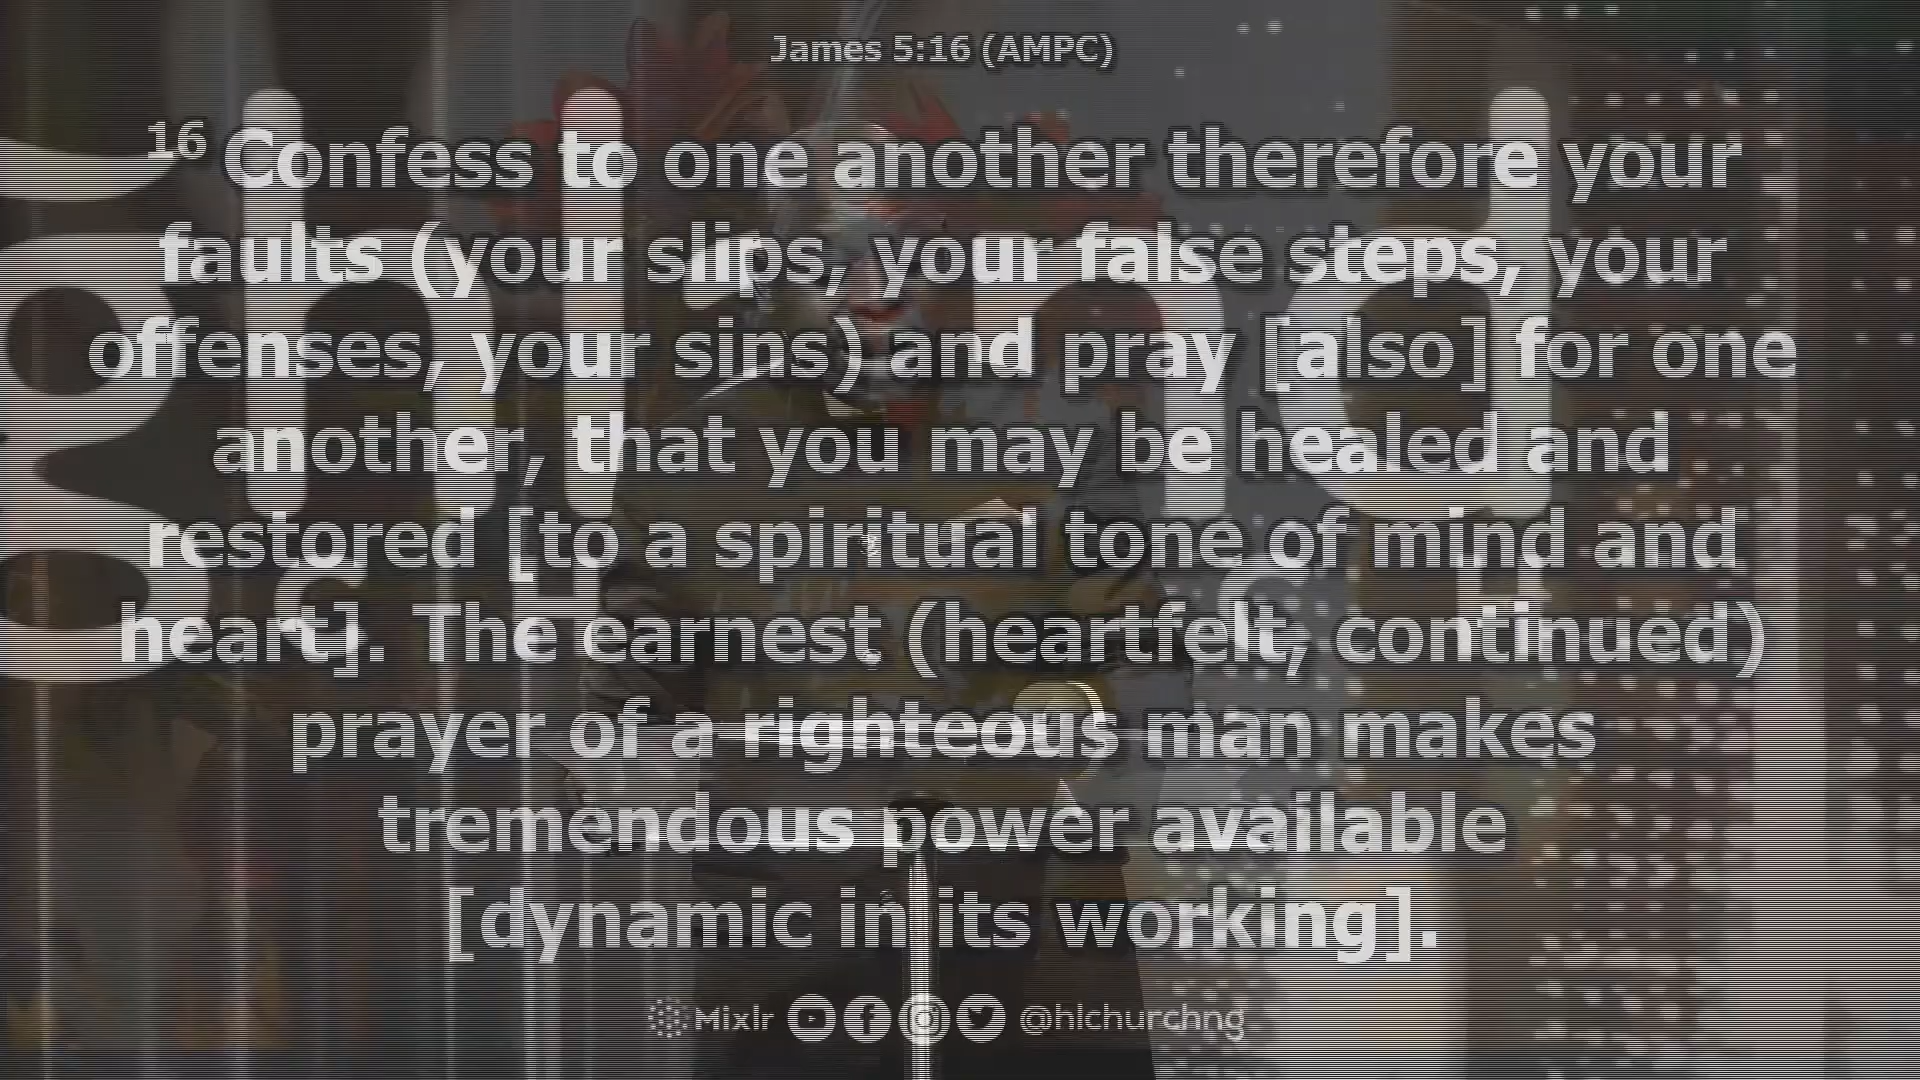 James 5:16 (AMPC)
16 Confess to one another therefore your
faults (your slips, your false steps, your
offenses, your sins) and pray [also] for one
another, that you may be healed and
restored [to a spiritual tone of mind and
heart]. The earnest (heartfelt, continued)
prayer of a righteous man makes
tremendous power available
[dynamic in its working].
Mixlr @hlchurchng